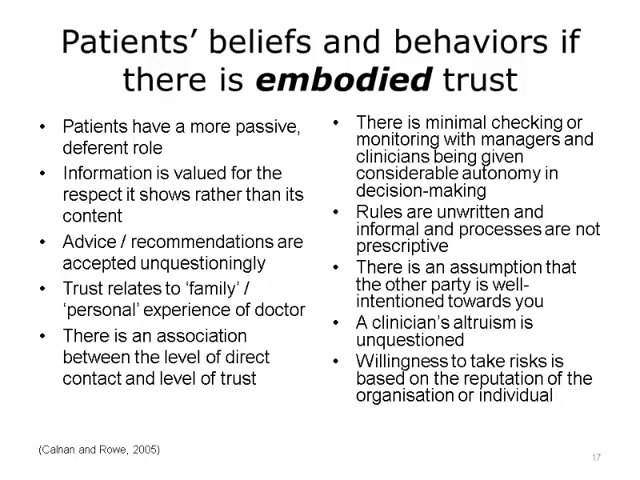 Patients' beliefs and behaviors if
there is embodied trust
• Patients have a more passive,
deferent role
• Information is valued for the
respect it shows rather than its
content
• Advice / recommendations are
accepted unquestioningly
• Trust relates to 'family' /
'personal' experience of doctor
• There is an association
between the level of direct
contact and level of trust
• There is minimal checking or
monitoring with managers and
clinicians being given
considerable autonomy in
decision-making
• Rules are unwritten and
informal and processes are not
prescriptive
• There is an assumption that
the other party is well-
intentioned towards you
• A clinician's altruism is
unquestioned
• Willingness to take risks is
based on the reputation of the
organisation or individual
(Calnan and Rowe, 2005)
17